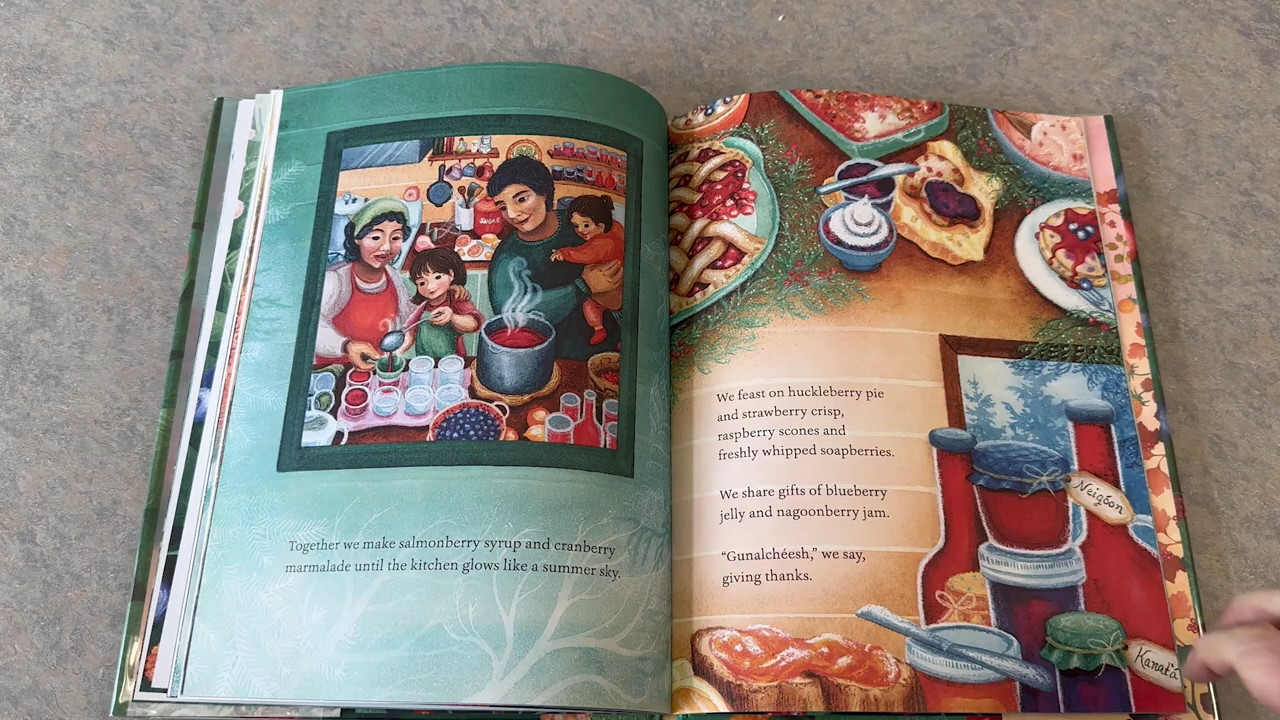 SUGAR
Together we make salmonberry syrup and cranberry
marmalade until the kitchen glows like a summer sky.
We feast on huckleberry pie
and strawberry crisp,
raspberry scones and
freshly whipped soapberries.
We share gifts of blueberry
jelly and nagoonberry jam.
“Gunalchéesh,” we say,
giving thanks.
Neigóon
Kanat'á